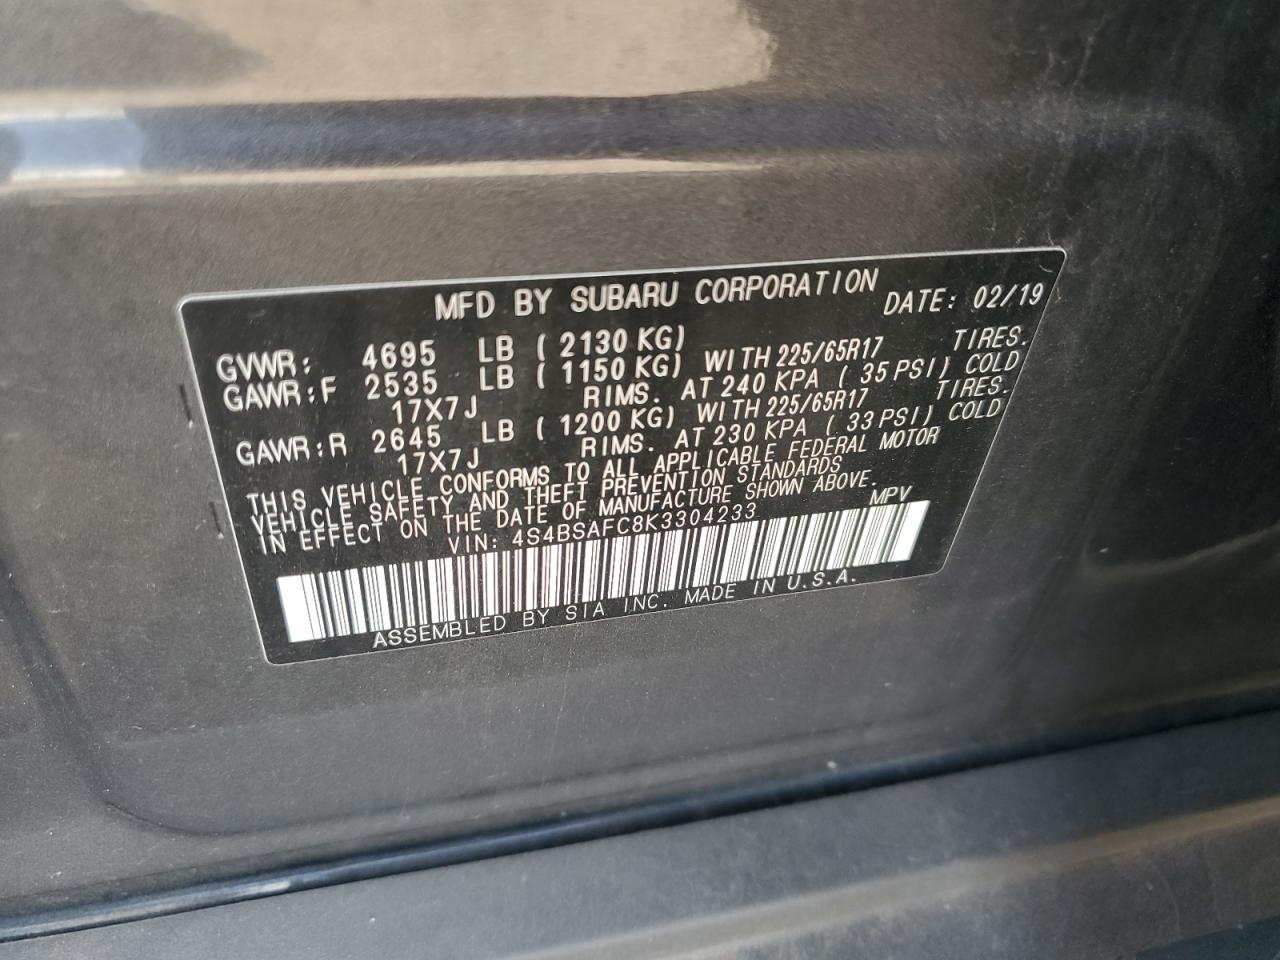 MFD BY SUBARU CORPORATION DATE: 02/19
GVWR: 4695 LB ( 2130 KG)
GAWR:F 2535 LB ( 1150 KG) WITH 225/65R17 TIRES.
17X7J RIMS. AT 240 KPA ( 35 PSI) COLD
GAWR:R 2645 LB ( 1200 KG) WITH 225/65R17 TIRES.
17X7J RIMS. AT 230 KPA ( 33 PSI) COLD
THIS VEHICLE CONFORMS TO ALL APPLICABLE FEDERAL MOTOR
VEHICLE SAFETY AND THEFT PREVENTION STANDARDS
IN EFFECT ON THE DATE OF MANUFACTURE SHOWN ABOVE.
VIN: 4S4BSAFC8K3304233 MPV
ASSEMBLED BY SIA INC. MADE IN U.S.A.